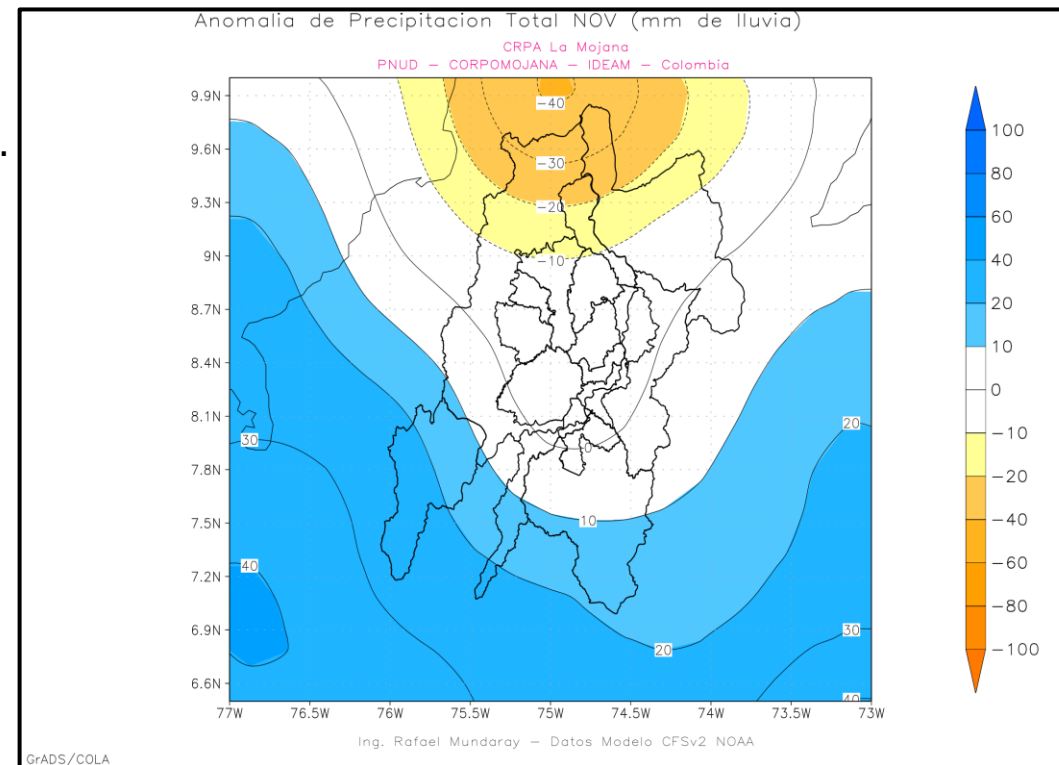 Anomalia de Precipitacion Total NOV (mm de lluvia)
CRPA La Mojana
PNUD – CORPOMOJANA – IDEAM – Colombia
.
9.9N
9.6N
9.3N
9N
8.7N
8.4N
8.1N
7.8N
7.5N
7.2N
6.9N
6.6N
−40
−30
−20
−10
0
10
20
20
30
30
40
40
77W 76.5W 76W 75.5W 75W 74.5W 74W 73.5W 73W
100
80
60
40
20
10
0
−10
−20
−40
−60
−80
−100
Ing. Rafael Mundaray – Datos Modelo CFSv2 NOAA
GrADS/COLA